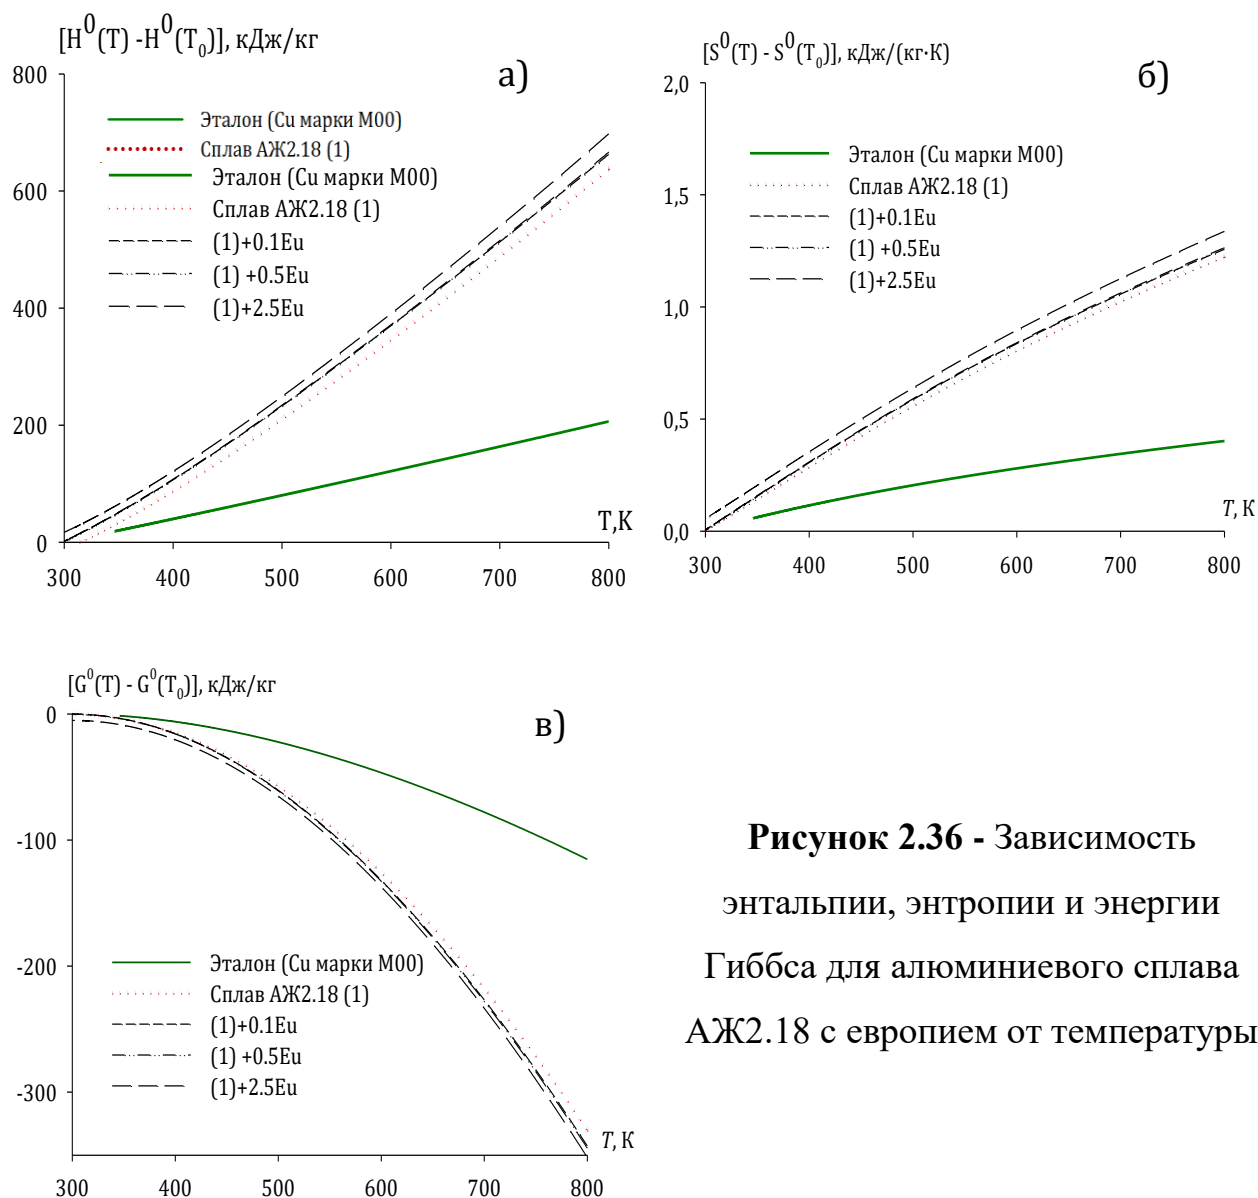 [H⁰(T) -H⁰(T₀)], кДж/кг
а)
800
600
400
200
0
Эталон (Cu марки М00)
Сплав АЖ2.18 (1)
Эталон (Cu марки М00)
Сплав АЖ2.18 (1)
(1)+0.1Eu
(1) +0.5Eu
(1)+2.5Eu
T,K
300 400 500 600 700 800
[S⁰(T) - S⁰(T₀)], кДж/(кг·К)
б)
2,0
1,5
1,0
0,5
0,0
Эталон (Cu марки М00)
Сплав АЖ2.18 (1)
(1)+0.1Eu
(1) +0.5Eu
(1)+2.5Eu
T, К
300 400 500 600 700 800
[G⁰(T) - G⁰(T₀)], кДж/кг
в)
0
-100
-200
-300
Эталон (Cu марки М00)
Сплав АЖ2.18 (1)
(1)+0.1Eu
(1) +0.5Eu
(1)+2.5Eu
T, К
300 400 500 600 700 800
Рисунок 2.36 - Зависимость
энтальпии, энтропии и энергии
Гиббса для алюминиевого сплава
АЖ2.18 с европием от температуры